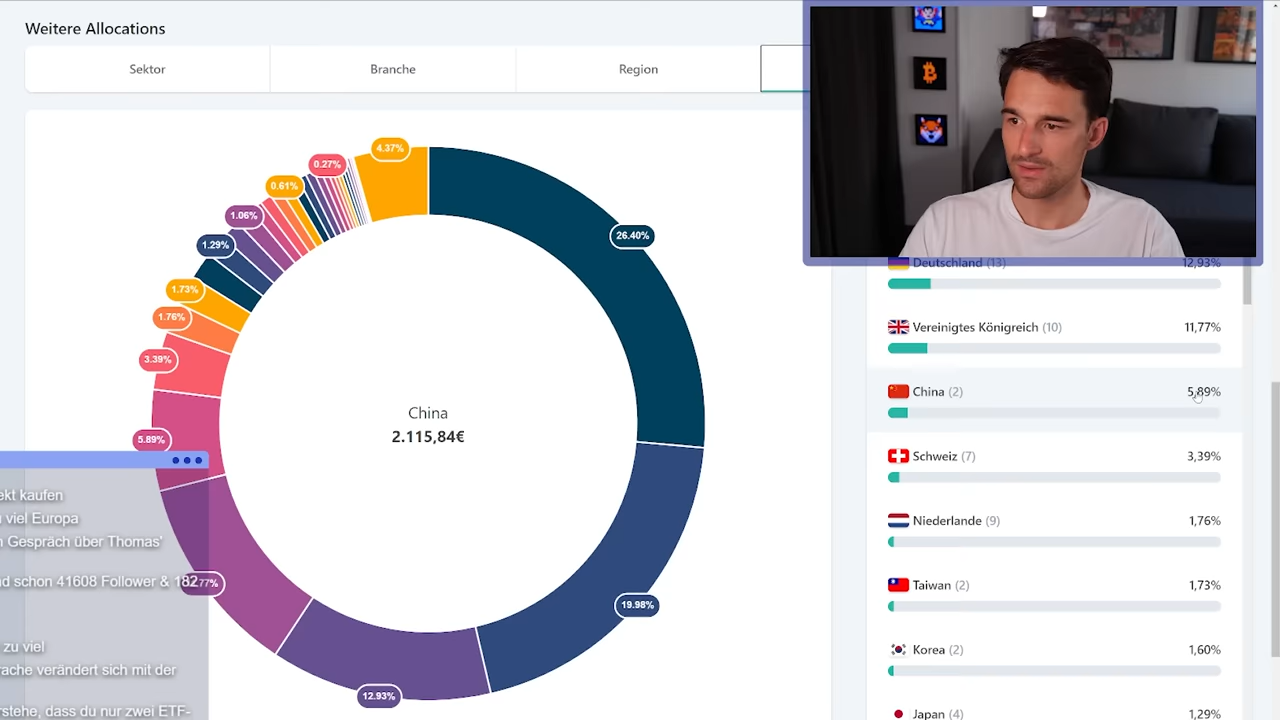 Weitere Allocations
Sektor
Branche
Region
4.37%
0.27%
0.61%
1.06%
1.29%
1.73%
1.76%
3.39%
5.89%
26.40%
19.98%
12.93%
China
2.115,84€
Deutschland (13) 12,93%
Vereinigtes Königreich (10) 11,77%
China (2) 5,89%
Schweiz (7) 3,39%
Niederlande (9) 1,76%
Taiwan (2) 1,73%
Korea (2) 1,60%
Japan (4) 1,29%
ekt kaufen
viel Europa
Gespräch über Thomas'
schon 41608 Follower & 182
77%
zu viel
verändert sich mit der
dass du nur zwei ETF-